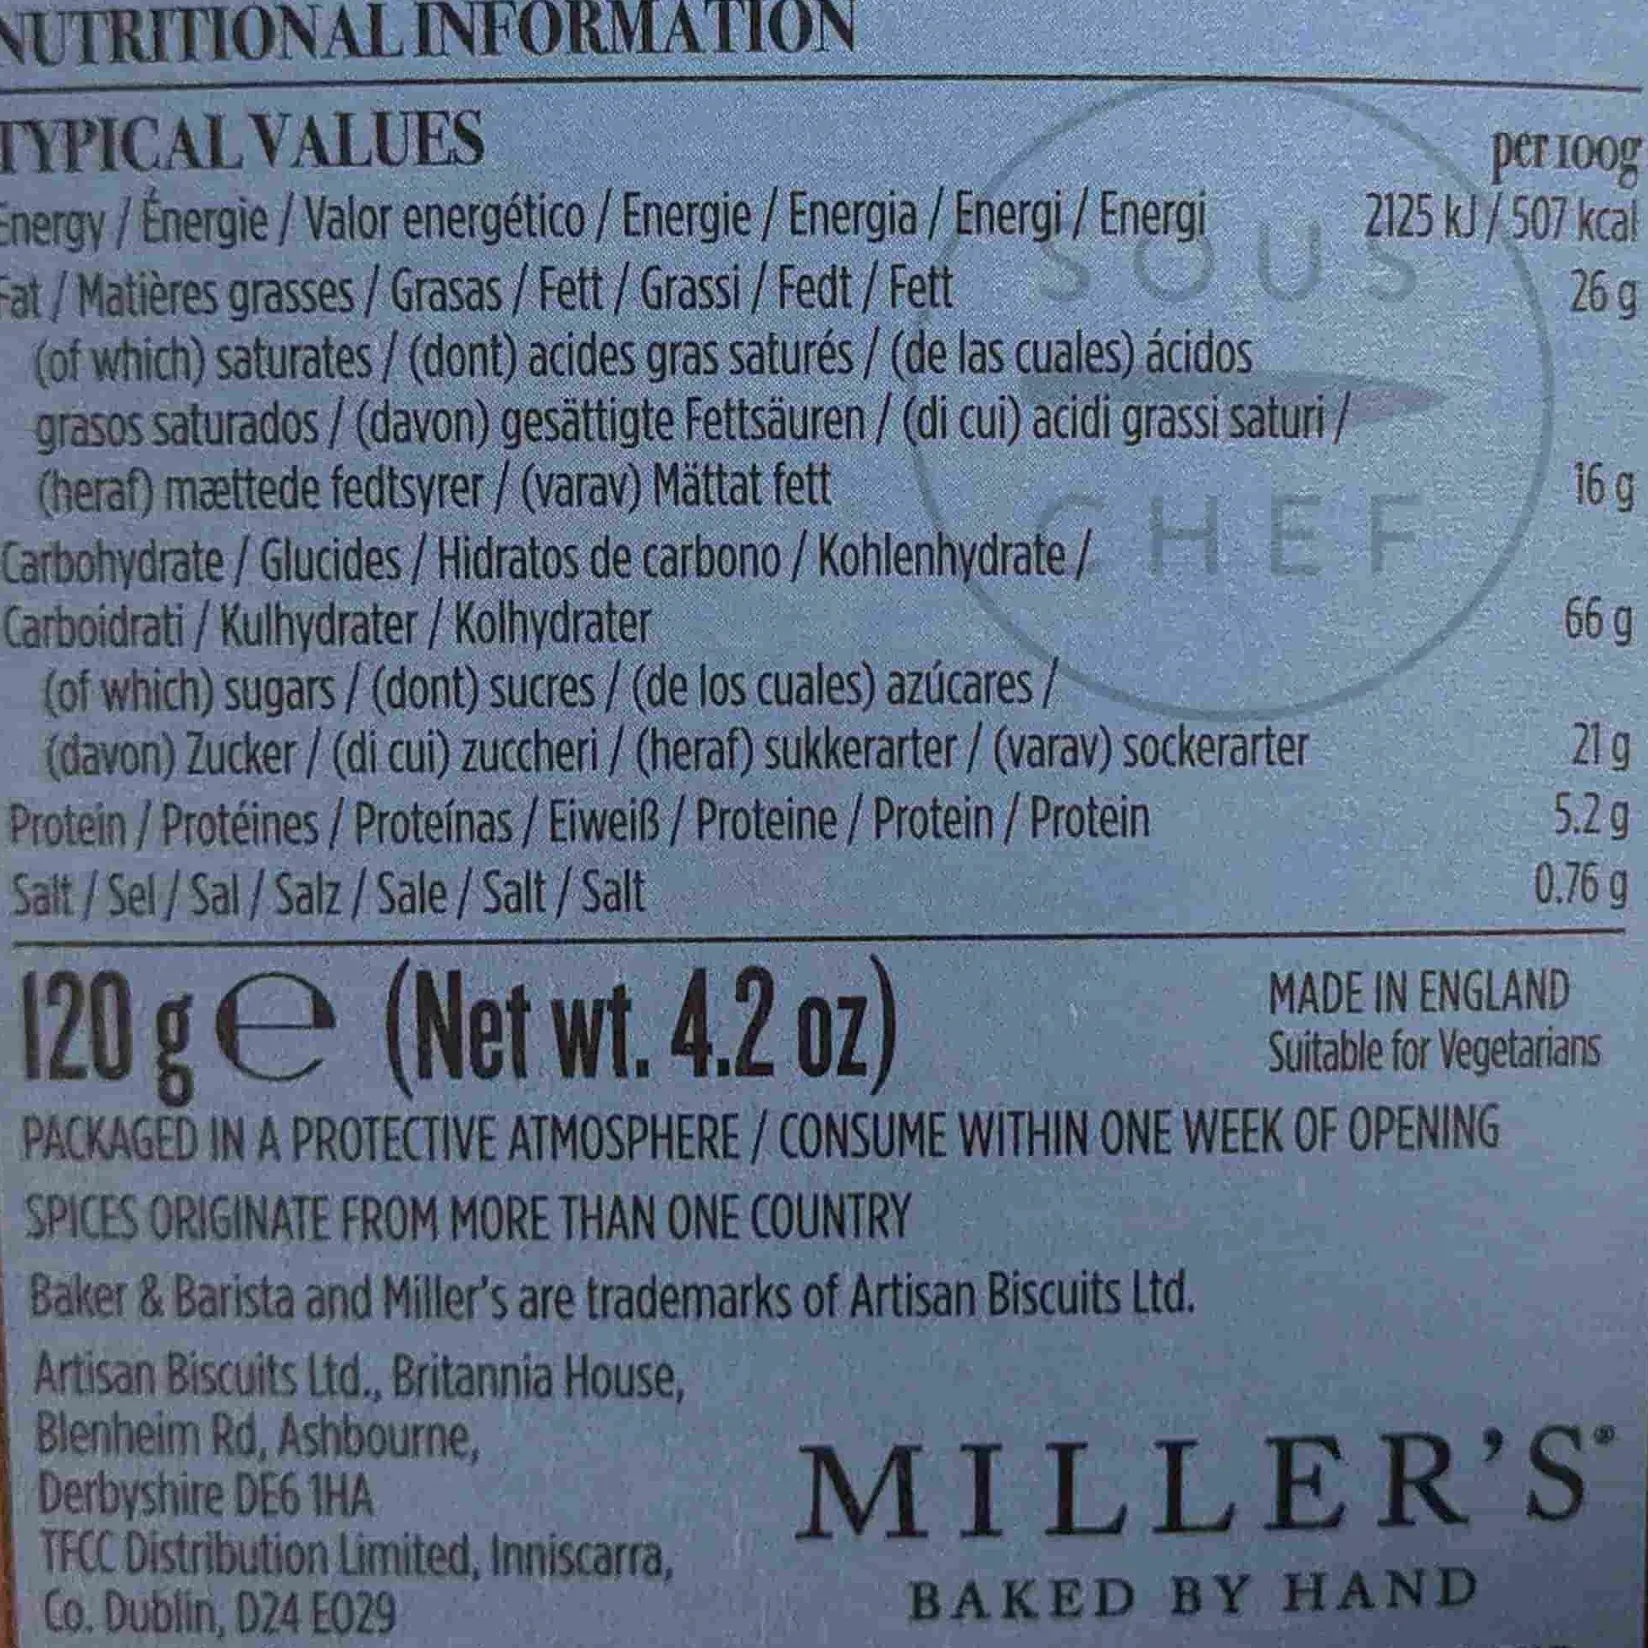 NUTRITIONAL INFORMATION
TYPICAL VALUES per 100g
Energy / Énergie / Valor energético / Energie / Energia / Energi / Energi 2125 kJ / 507 kcal
Fat / Matières grasses / Grasas / Fett / Grassi / Fedt / Fett 26 g
(of which) saturates / (dont) acides gras saturés / (de las cuales) ácidos
grasos saturados / (davon) gesättigte Fettsäuren / (di cui) acidi grassi saturi /
(heraf) mættede fedtsyrer / (varav) Mättat fett 16 g
Carbohydrate / Glucides / Hidratos de carbono / Kohlenhydrate /
Carboidrati / Kulhydrater / Kolhydrater 66 g
(of which) sugars / (dont) sucres / (de los cuales) azúcares /
(davon) Zucker / (di cui) zuccheri / (heraf) sukkerarter / (varav) sockerarter 21 g
Protein / Protéines / Proteínas / Eiweiß / Proteine / Protein / Protein 5.2 g
Salt / Sel / Sal / Salz / Sale / Salt / Salt 0.76 g
SOUS
CHEF
120 g ℮ (Net wt. 4.2 oz)
MADE IN ENGLAND
Suitable for Vegetarians
PACKAGED IN A PROTECTIVE ATMOSPHERE / CONSUME WITHIN ONE WEEK OF OPENING
SPICES ORIGINATE FROM MORE THAN ONE COUNTRY
Baker & Barista and Miller's are trademarks of Artisan Biscuits Ltd.
Artisan Biscuits Ltd., Britannia House,
Blenheim Rd, Ashbourne,
Derbyshire DE6 1HA
TFCC Distribution Limited, Inniscarra,
Co. Dublin, D24 E029
MILLER'S®
BAKED BY HAND